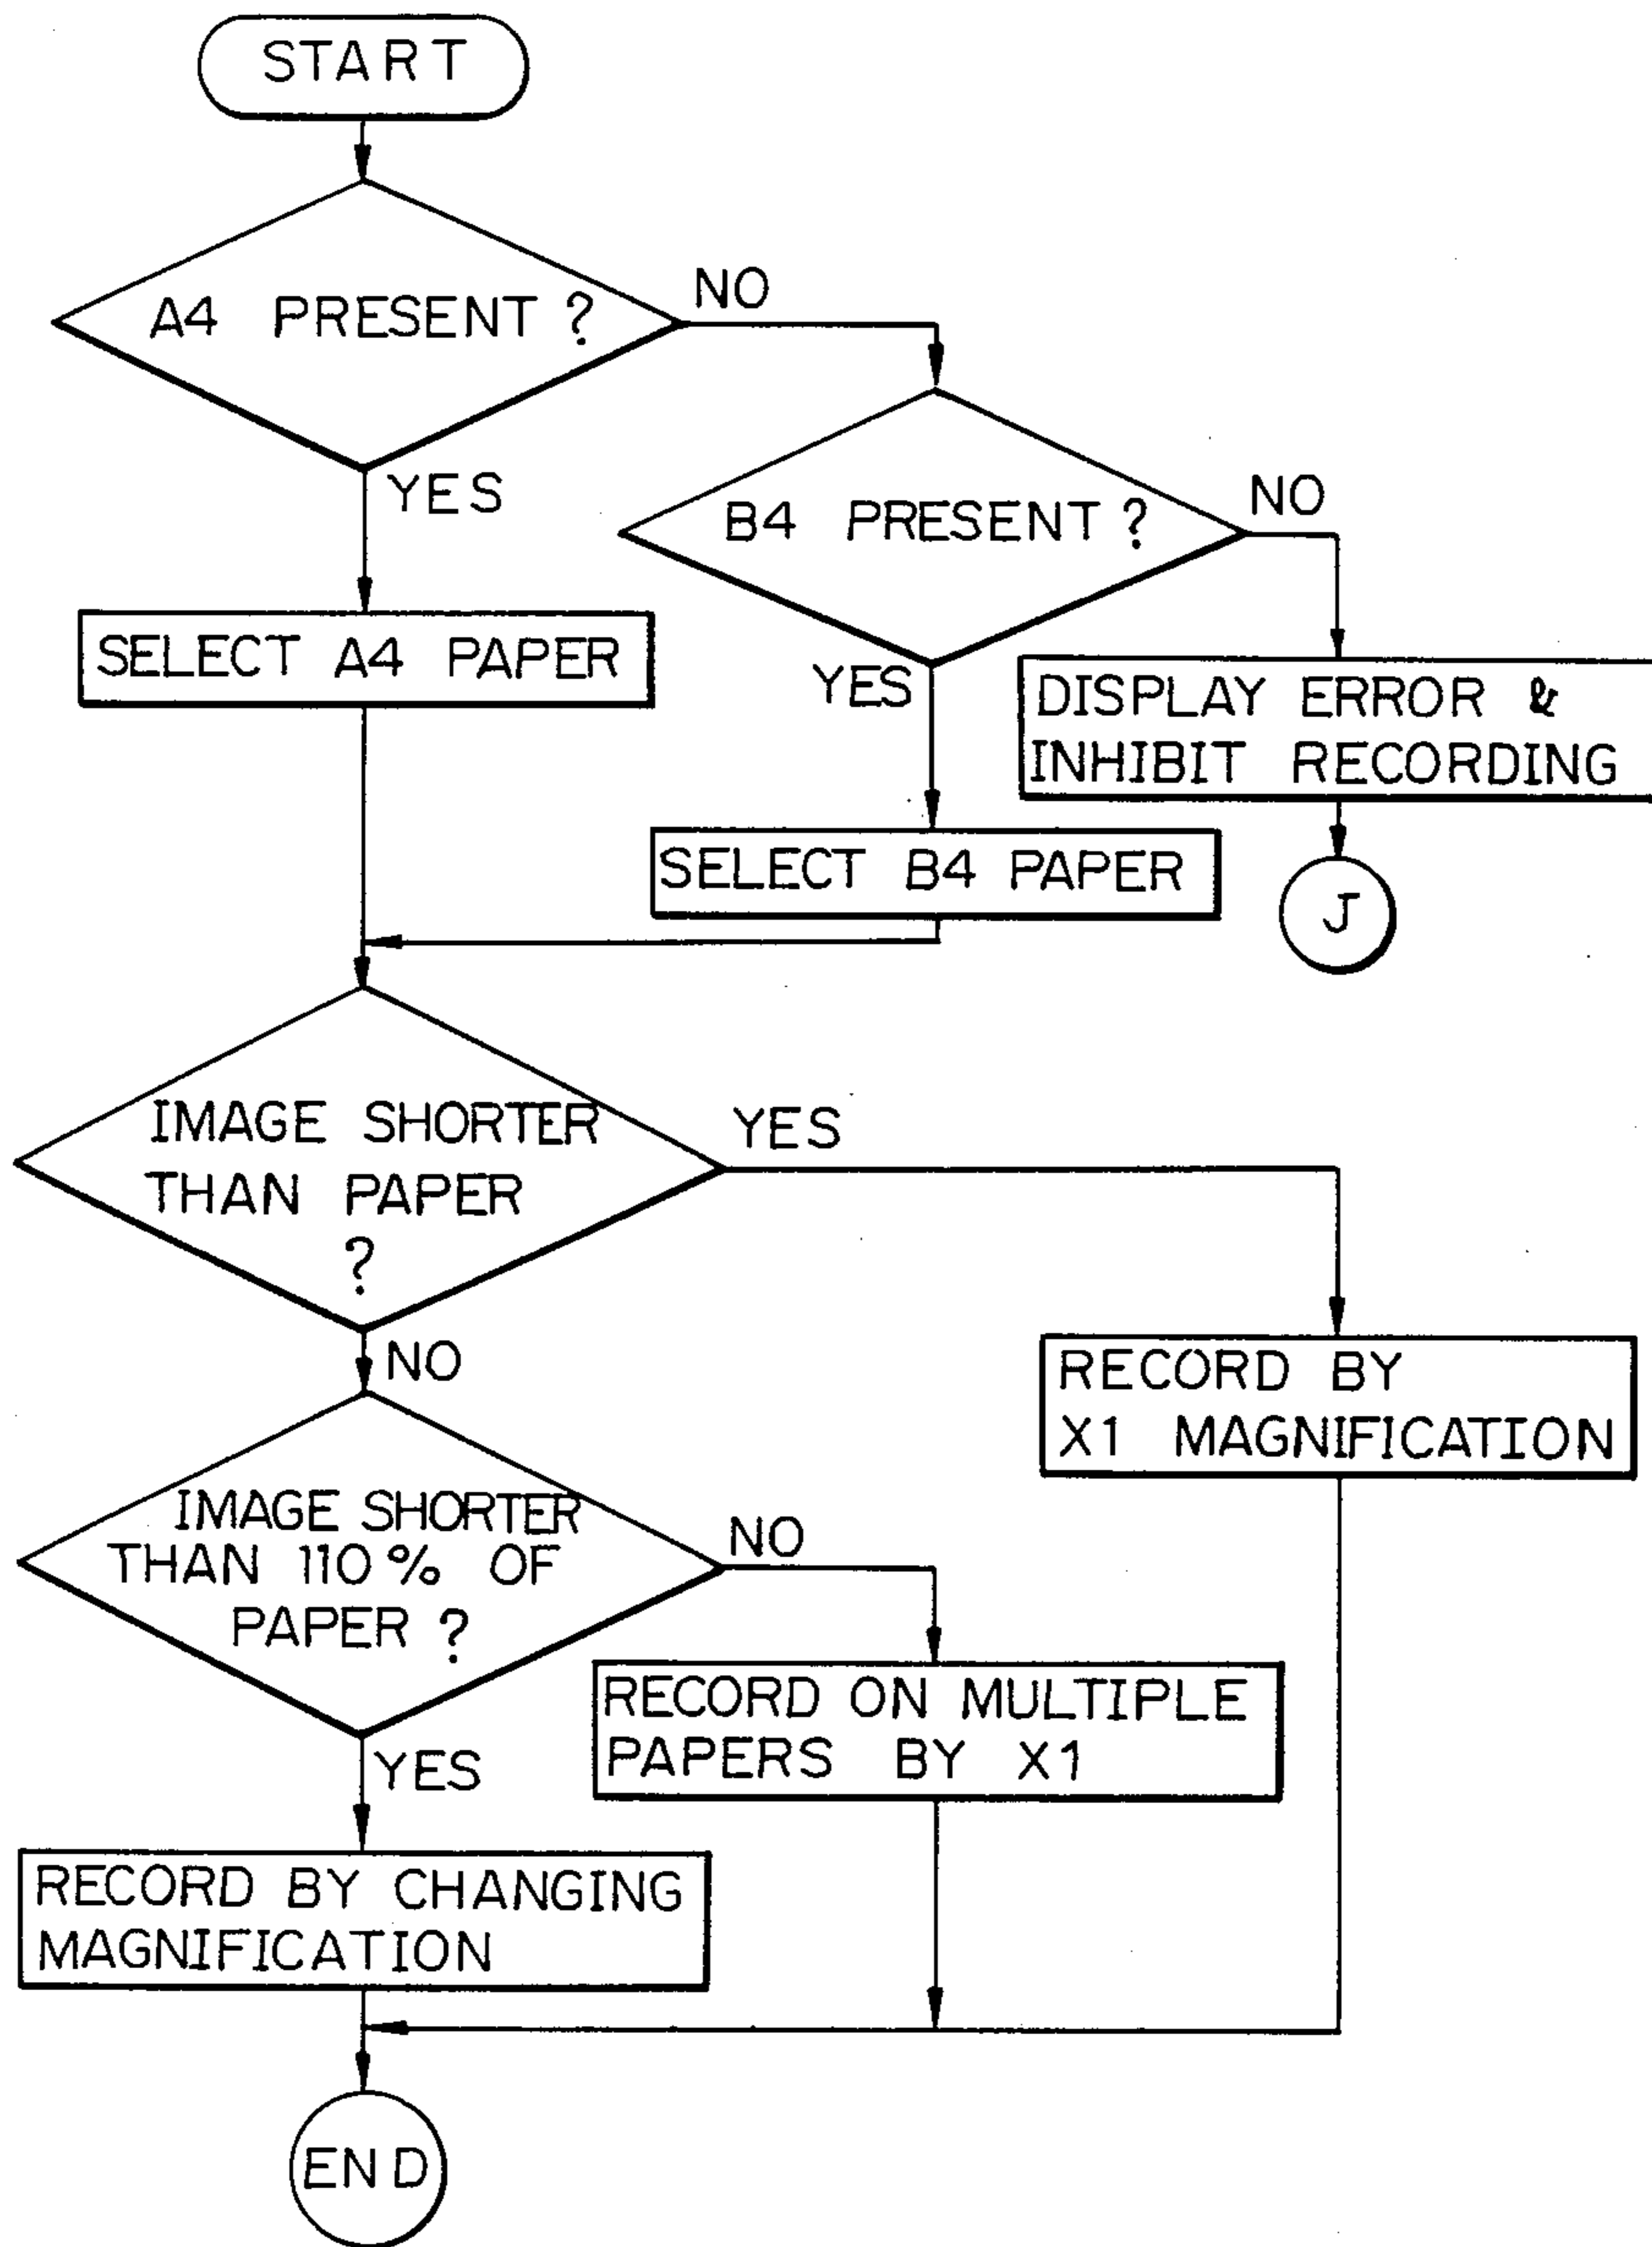 START
A4 PRESENT ?
NO
YES
B4 PRESENT ?
NO
SELECT A4 PAPER
YES
DISPLAY ERROR &
INHIBIT RECORDING
SELECT B4 PAPER
J
IMAGE SHORTER
THAN PAPER
?
YES
NO
RECORD BY
X1 MAGNIFICATION
IMAGE SHORTER
THAN 110% OF
PAPER ?
NO
RECORD ON MULTIPLE
PAPERS BY X1
YES
RECORD BY CHANGING
MAGNIFICATION
END